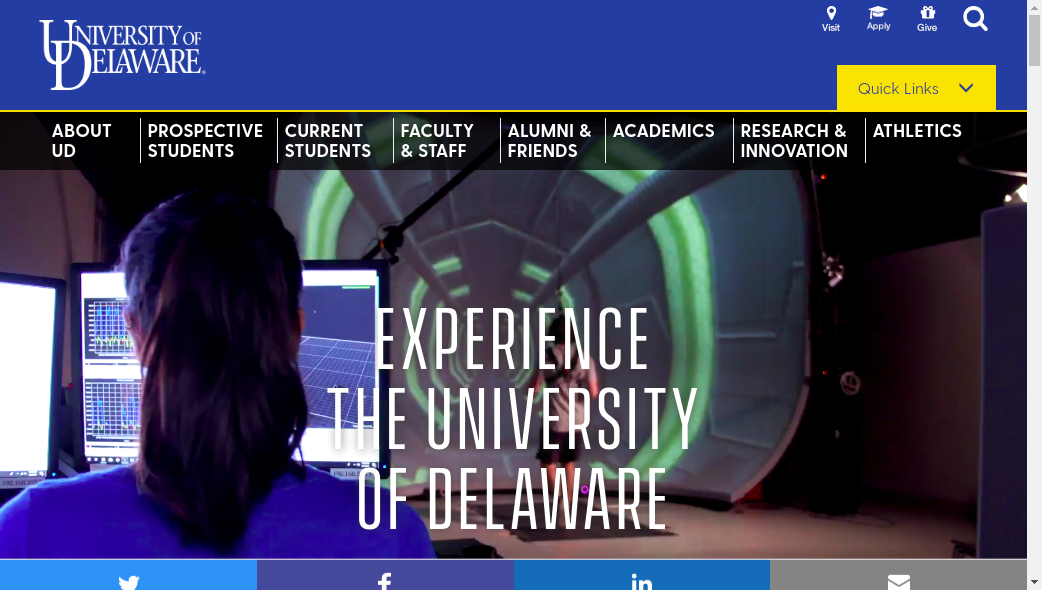 UNIVERSITY OF
DELAWARE
Visit
Apply
Give
Quick Links
ABOUT
UD
PROSPECTIVE
STUDENTS
CURRENT
STUDENTS
FACULTY
& STAFF
ALUMNI &
FRIENDS
ACADEMICS
RESEARCH &
INNOVATION
ATHLETICS
EXPERIENCE
THE UNIVERSITY
OF DELAWARE